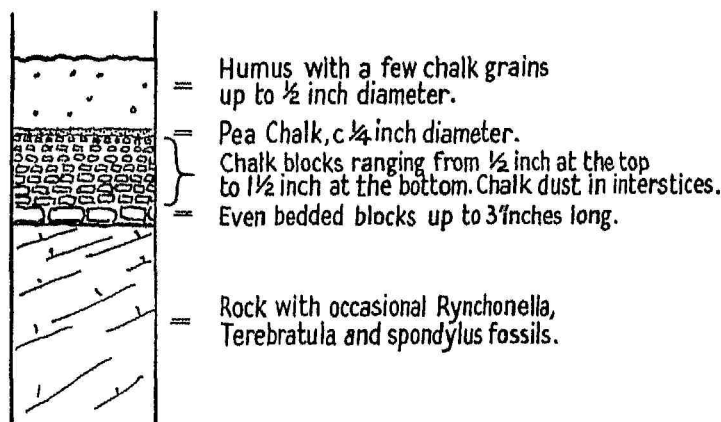 = Humus with a few chalk grains
up to ½ inch diameter.
= Pea Chalk, c ¼ inch diameter.
Chalk blocks ranging from ½ inch at the top
to 1½ inch at the bottom. Chalk dust in interstices.
= Even bedded blocks up to 3" inches long.
= Rock with occasional Rynchonella,
Terebratula and spondylus fossils.